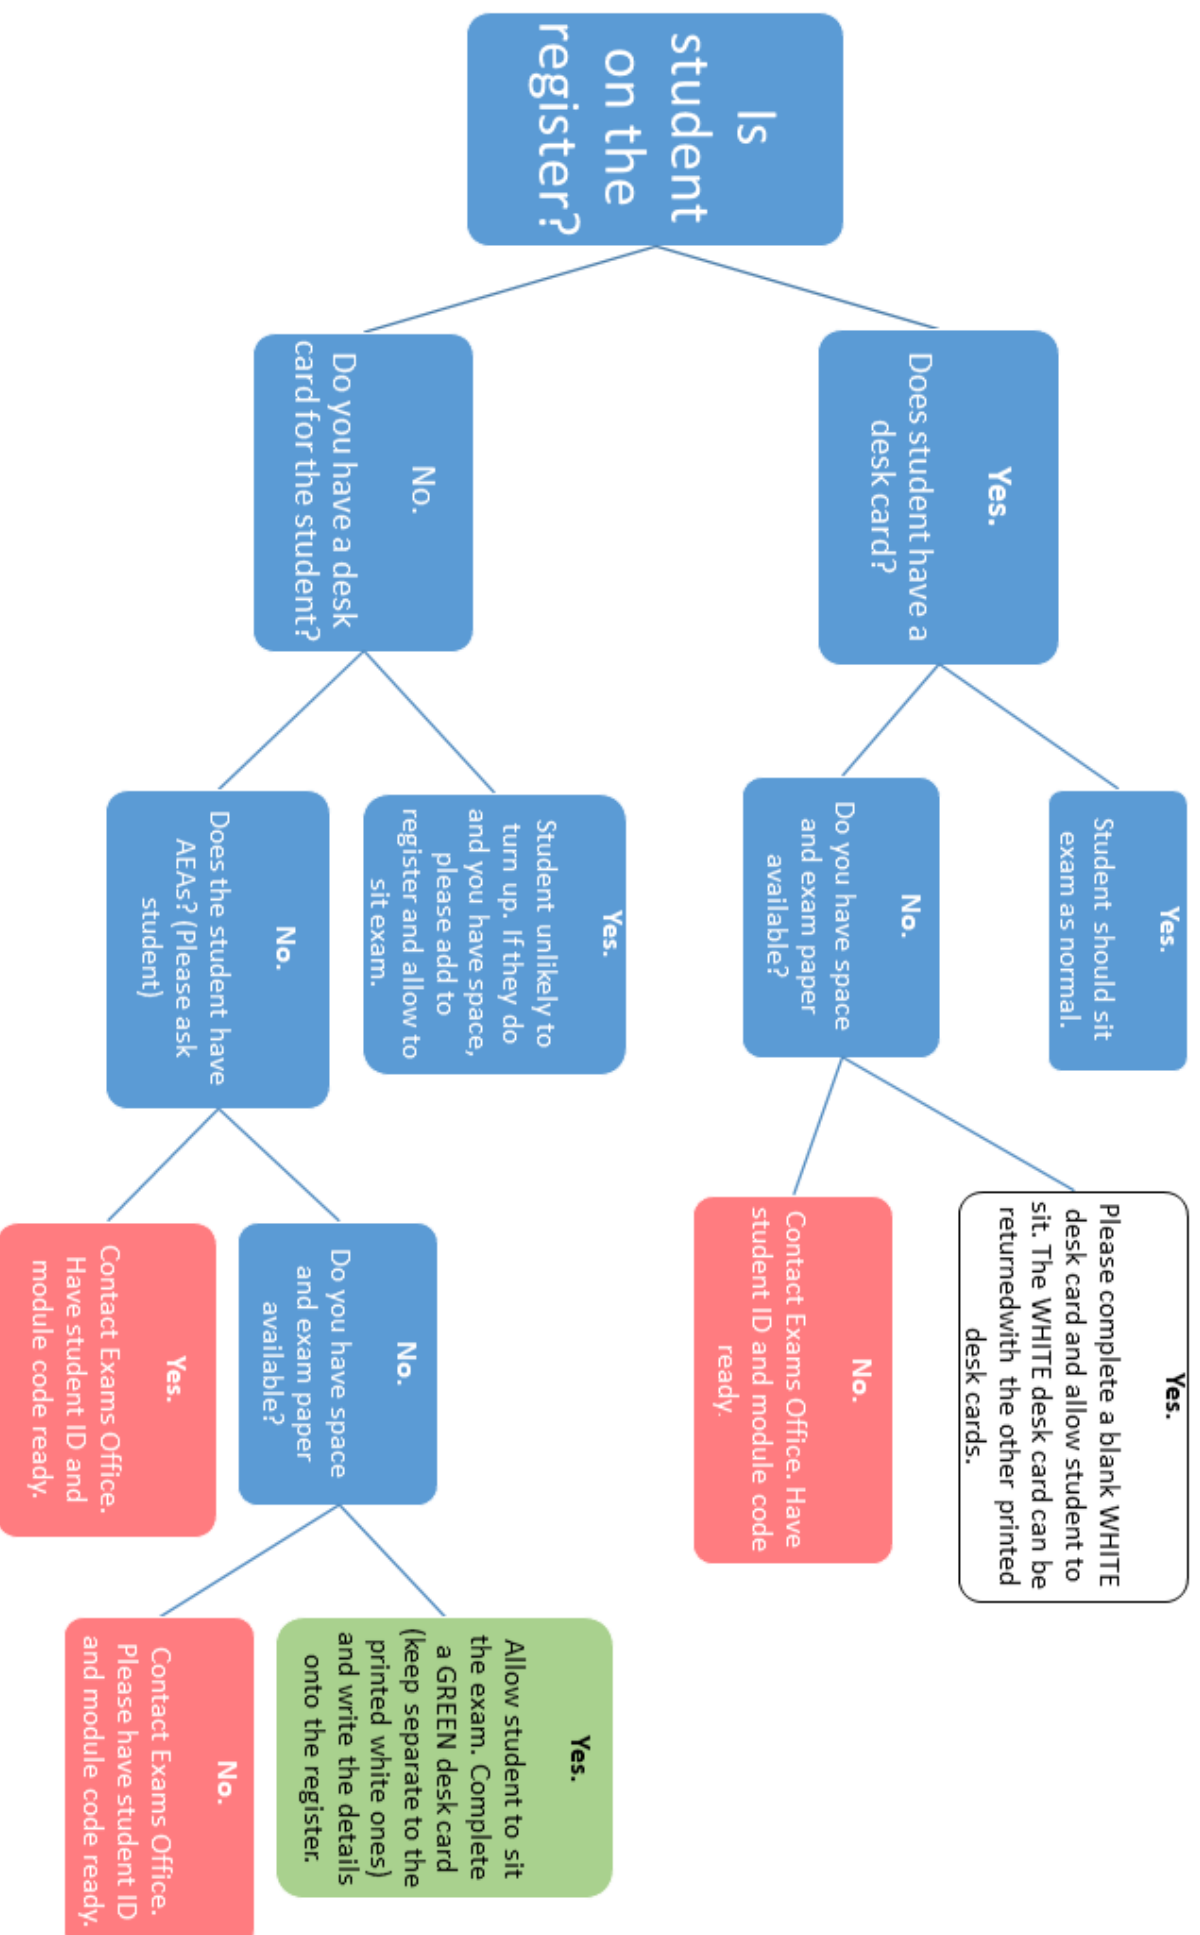 Is
student
on the
register?
Yes.
Does student have a
desk card?
Yes.
Student should sit
exam as normal.
No.
Do you have space
and exam paper
available?
Yes.
Please complete a blank WHITE
desk card and allow student to
sit. The WHITE desk card can be
returnedwith the other printed
desk cards.
No.
Contact Exams Office. Have
student ID and module code
ready.
No.
Do you have a desk
card for the student?
Yes.
Student unlikely to
turn up. If they do
and you have space,
please add to
register and allow to
sit exam.
No.
Does the student have
AEAs? (Please ask
student)
No.
Do you have space
and exam paper
available?
Yes.
Allow student to sit
the exam. Complete
a GREEN desk card
(keep separate to the
printed white ones)
and write the details
onto the register.
No.
Contact Exams Office.
Please have student ID
and module code ready.
Yes.
Contact Exams Office.
Have student ID and
module code ready.